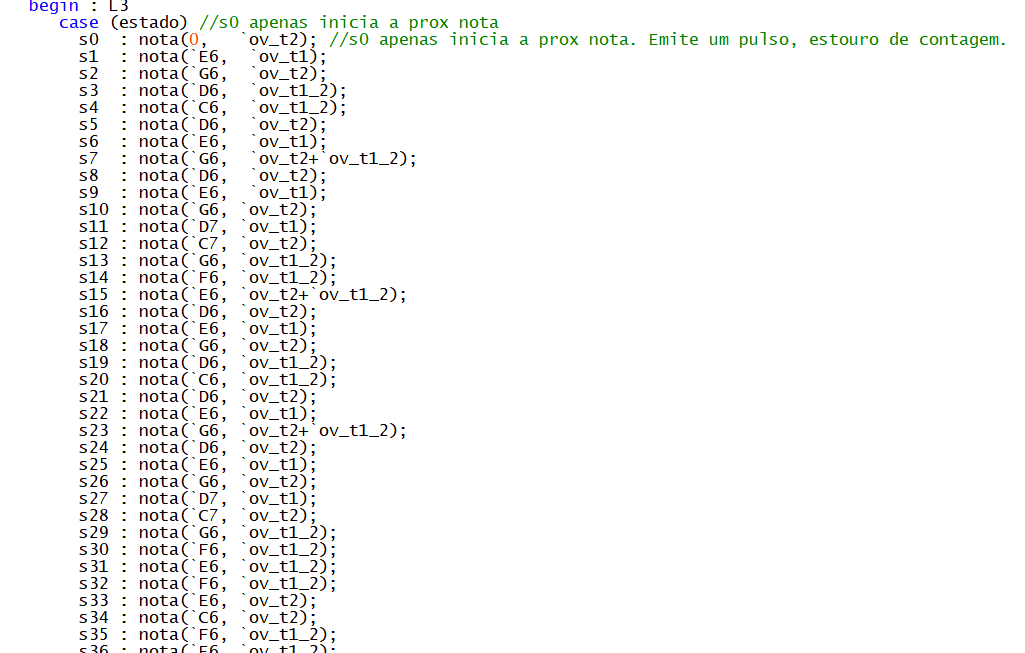 begin : L3
case (estado) //s0 apenas inicia a prox nota
s0 : nota(0, `ov_t2); //s0 apenas inicia a prox nota. Emite um pulso, estouro de contagem.
s1 : nota(`E6, `ov_t1);
s2 : nota(`G6, `ov_t2);
s3 : nota(`D6, `ov_t1_2);
s4 : nota(`C6, `ov_t1_2);
s5 : nota(`D6, `ov_t2);
s6 : nota(`E6, `ov_t1);
s7 : nota(`G6, `ov_t2+`ov_t1_2);
s8 : nota(`D6, `ov_t2);
s9 : nota(`E6, `ov_t1);
s10 : nota(`G6, `ov_t2);
s11 : nota(`D7, `ov_t1);
s12 : nota(`C7, `ov_t2);
s13 : nota(`G6, `ov_t1_2);
s14 : nota(`F6, `ov_t1_2);
s15 : nota(`E6, `ov_t2+`ov_t1_2);
s16 : nota(`D6, `ov_t2);
s17 : nota(`E6, `ov_t1);
s18 : nota(`G6, `ov_t2);
s19 : nota(`D6, `ov_t1_2);
s20 : nota(`C6, `ov_t1_2);
s21 : nota(`D6, `ov_t2);
s22 : nota(`E6, `ov_t1);
s23 : nota(`G6, `ov_t2+`ov_t1_2);
s24 : nota(`D6, `ov_t2);
s25 : nota(`E6, `ov_t1);
s26 : nota(`G6, `ov_t2);
s27 : nota(`D7, `ov_t1);
s28 : nota(`C7, `ov_t2);
s29 : nota(`G6, `ov_t1_2);
s30 : nota(`F6, `ov_t1_2);
s31 : nota(`E6, `ov_t1_2);
s32 : nota(`F6, `ov_t1_2);
s33 : nota(`E6, `ov_t2);
s34 : nota(`C6, `ov_t2);
s35 : nota(`F6, `ov_t1_2);
s36 : `ov_t1_2);